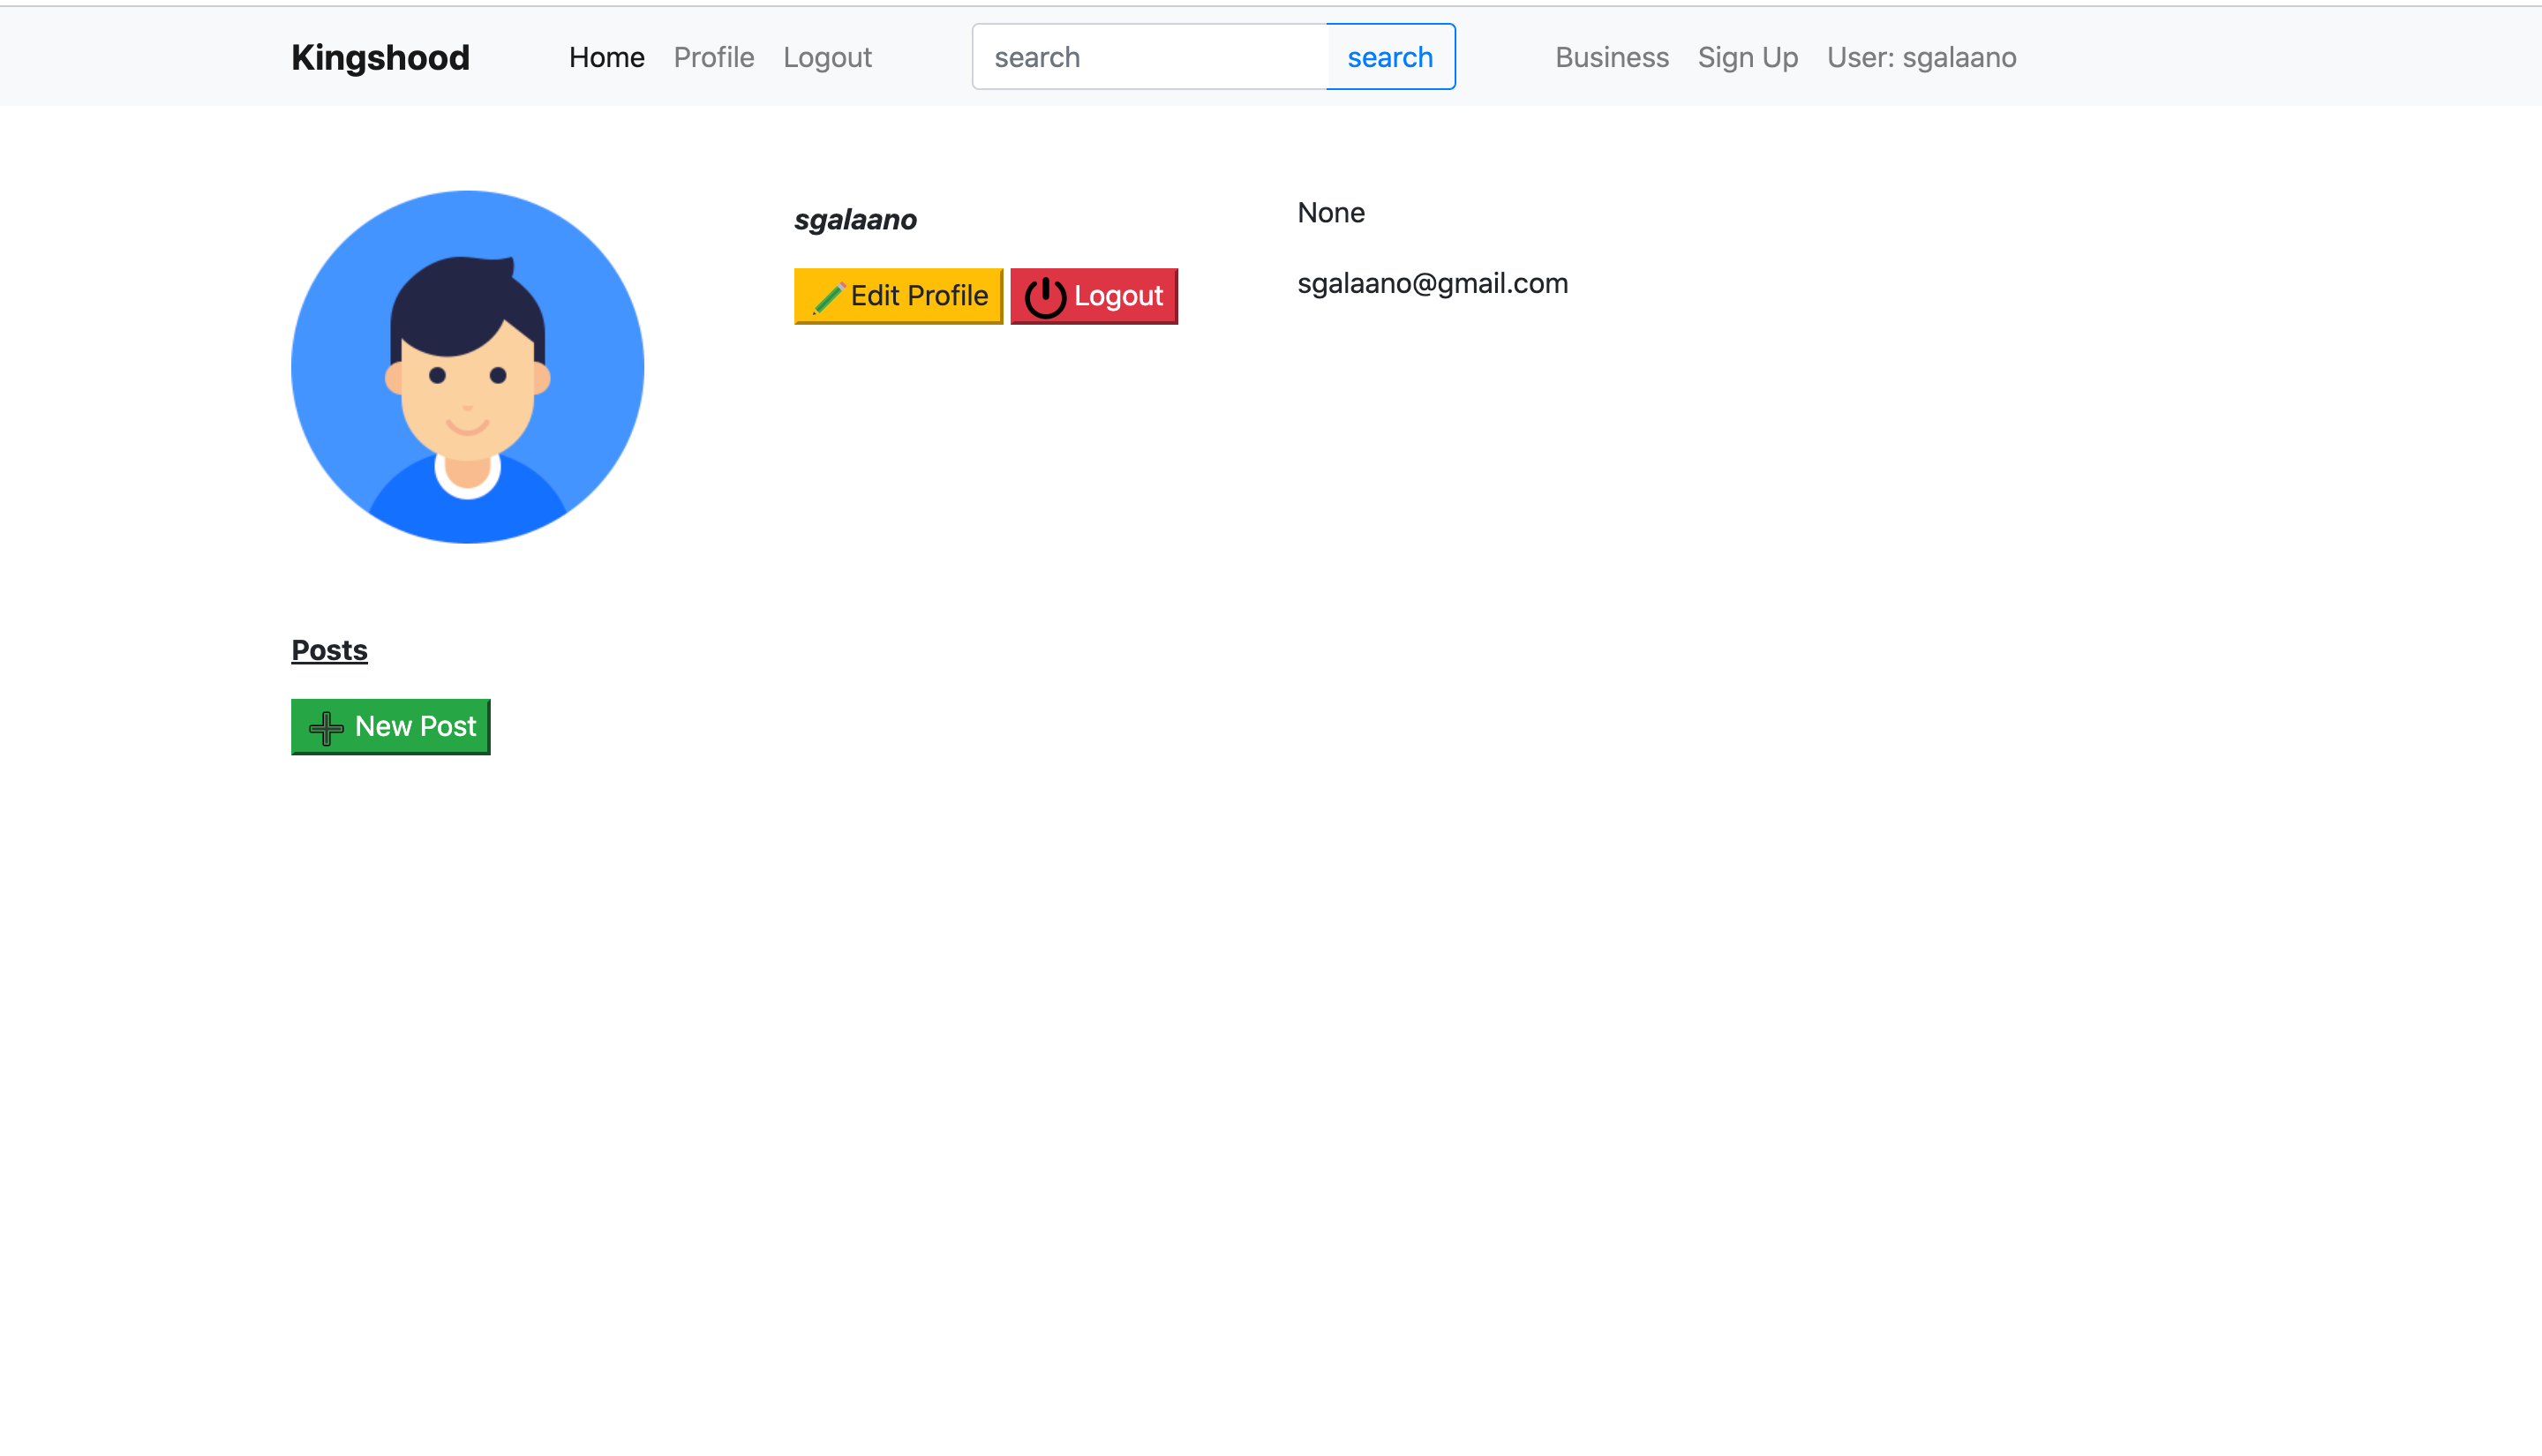 Kingshood Home Profile Logout search search Business Sign Up User: sgalaano
sgalaano
Edit Profile Logout
None
sgalaano@gmail.com
Posts
New Post